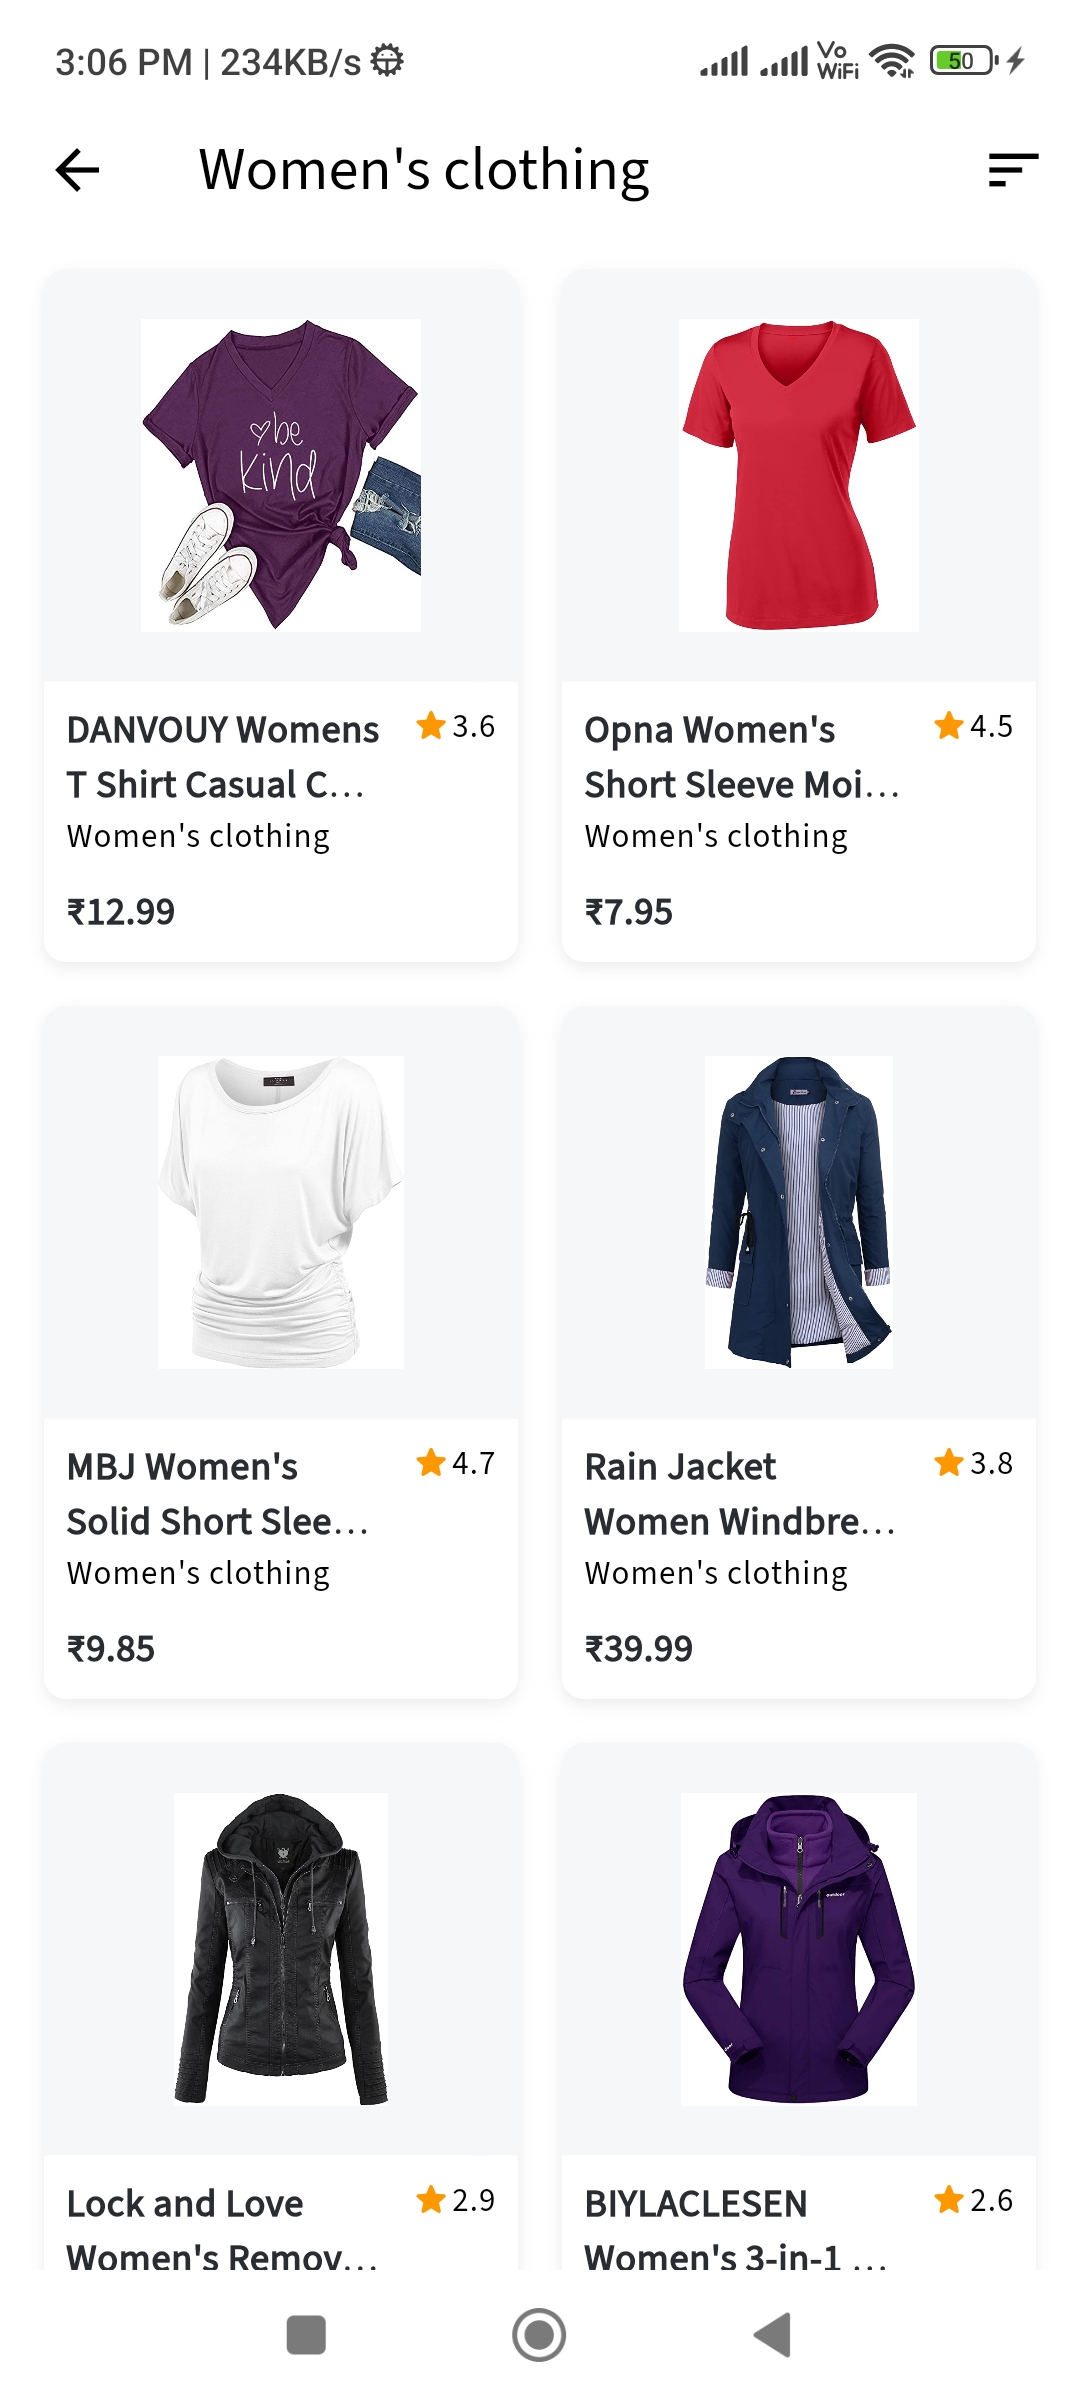 3:06 PM | 234KB/s
Vo
WiFi
50
Women's clothing
be
kind
DANVOUY Womens
T Shirt Casual C...
3.6
Women's clothing
₹12.99
Opna Women's
Short Sleeve Moi...
4.5
Women's clothing
₹7.95
MBJ Women's
Solid Short Slee...
4.7
Women's clothing
₹9.85
Rain Jacket
Women Windbre...
3.8
Women's clothing
₹39.99
outdoor
Lock and Love
Women's Remov...
2.9
BIYLACLESEN
Women's 3-in-1 ...
2.6